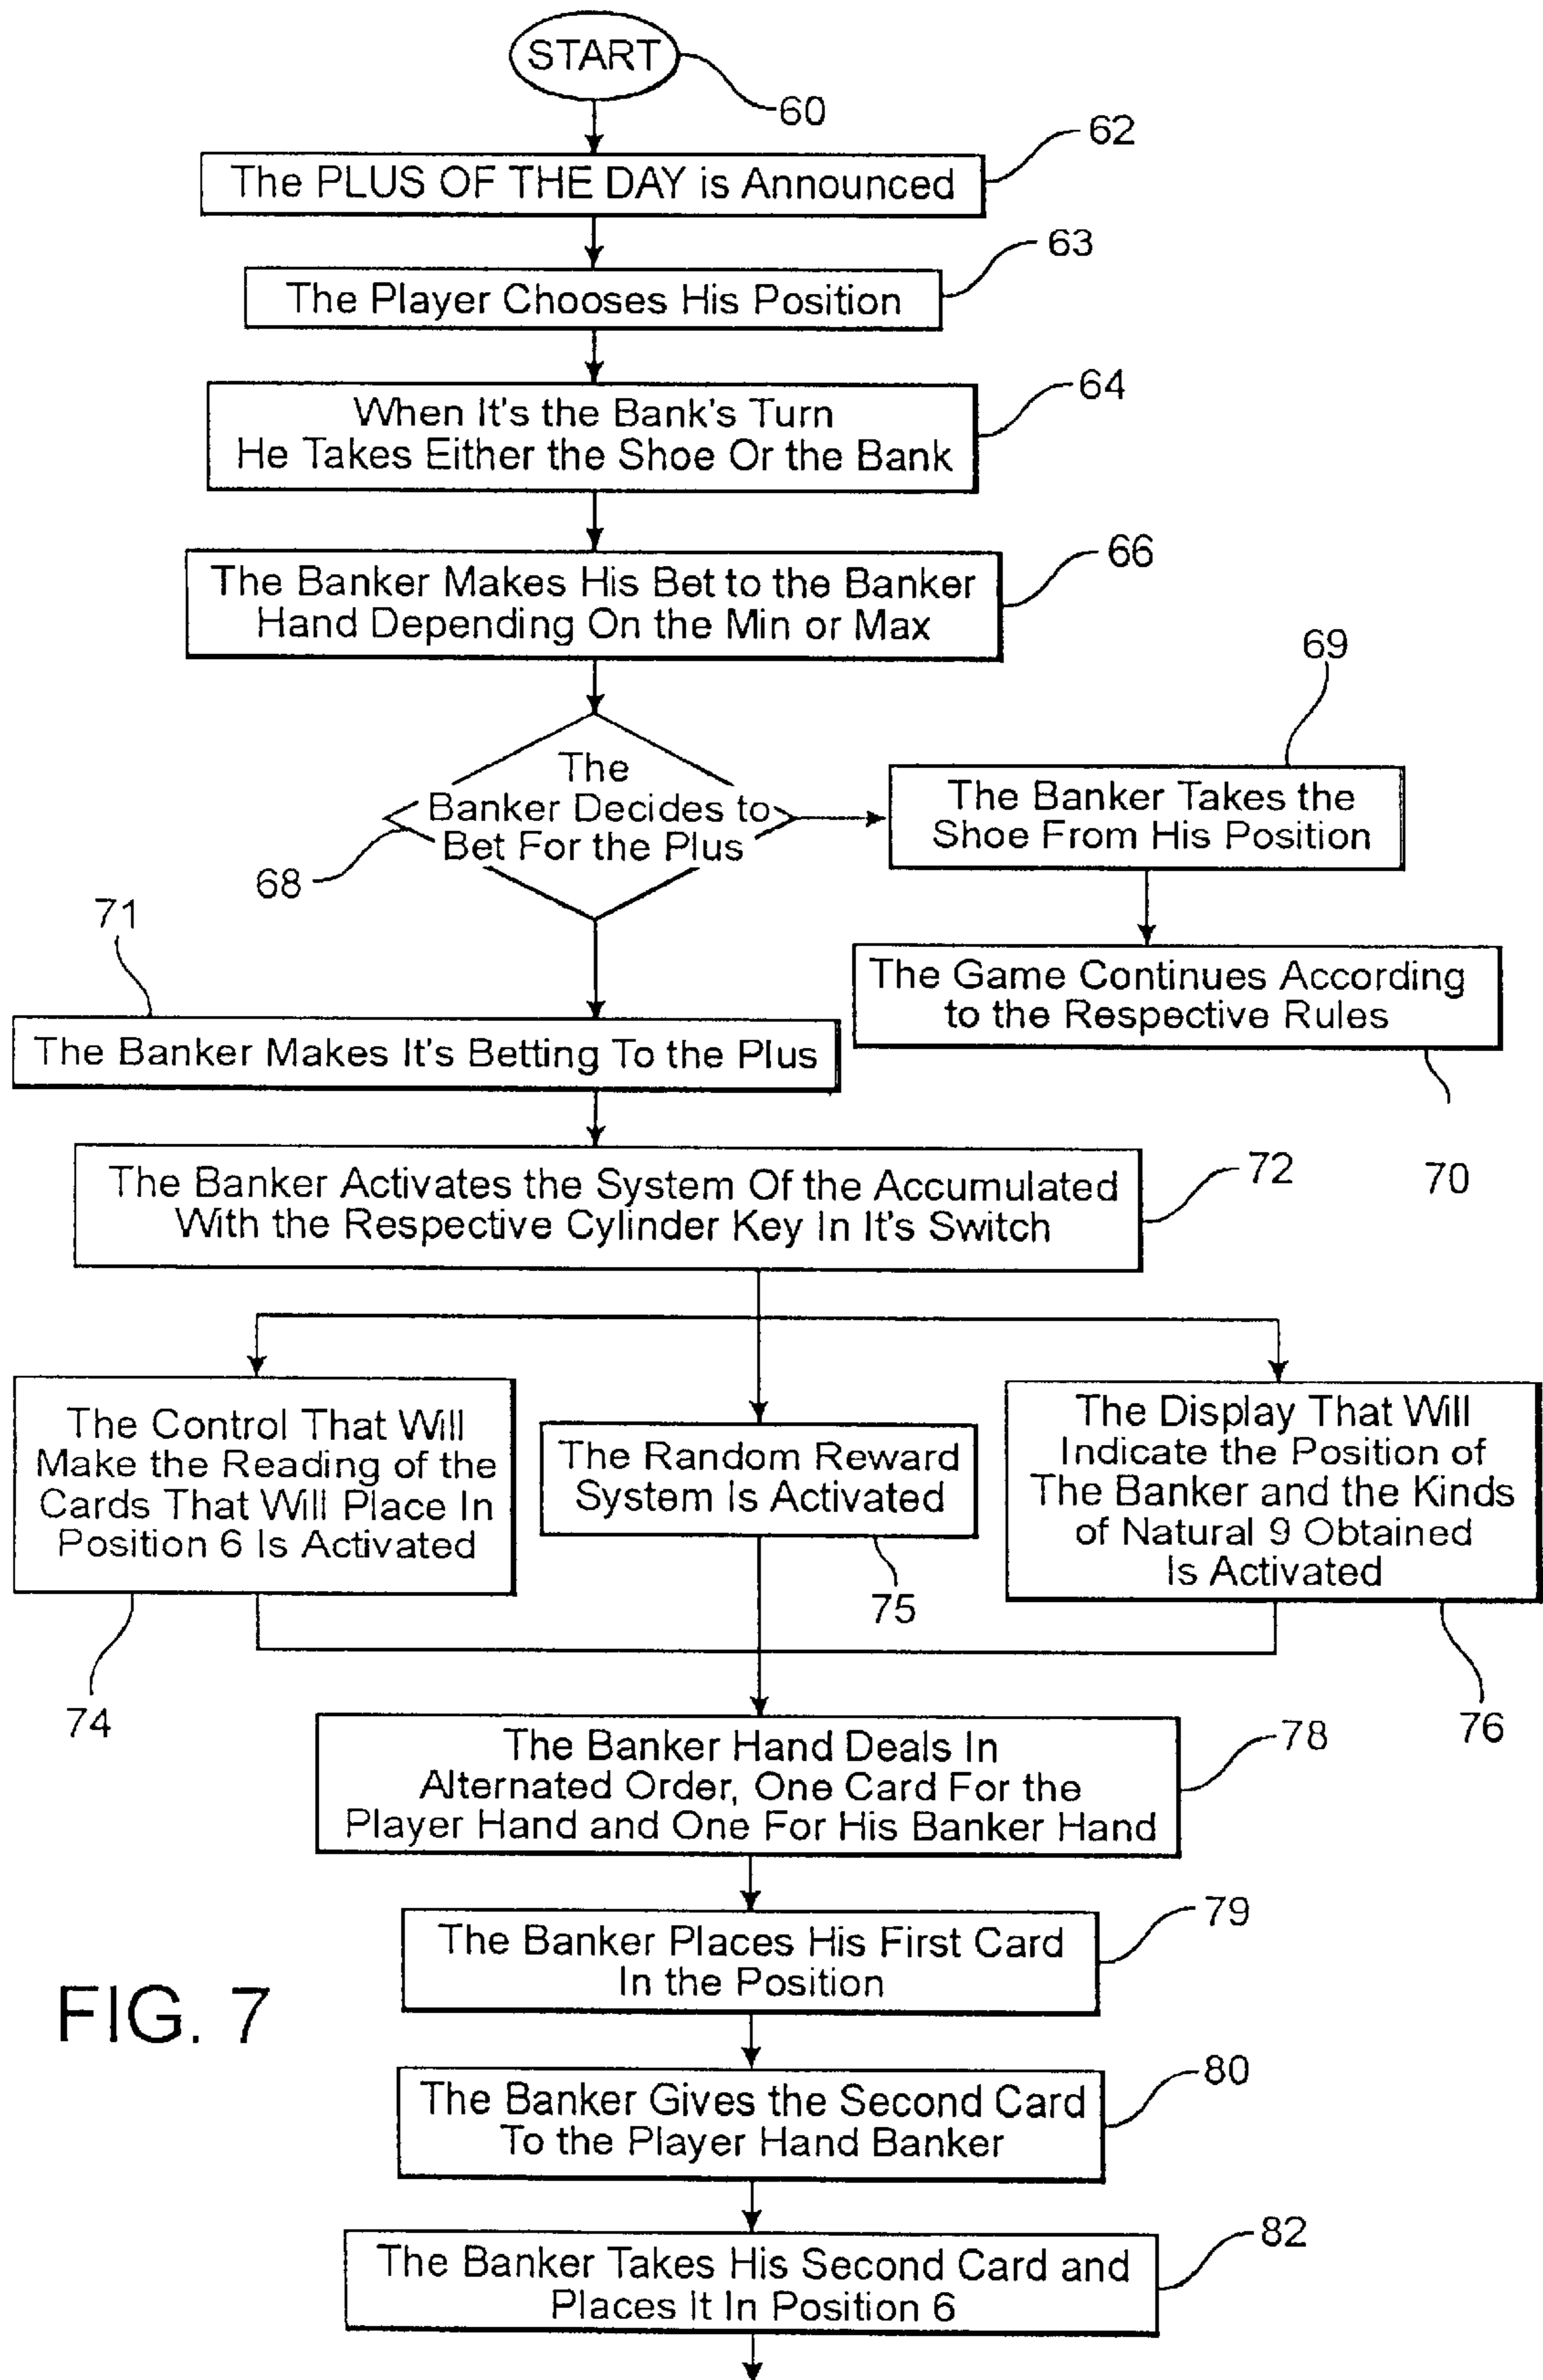 START
60
The PLUS OF THE DAY is Announced
62
The Player Chooses His Position
63
When It's the Bank's Turn
He Takes Either the Shoe Or the Bank
64
The Banker Makes His Bet to the Banker
Hand Depending On the Min or Max
66
The
Banker Decides to
Bet For the Plus
68
69
The Banker Takes the
Shoe From His Position
The Game Continues According
to the Respective Rules
70
71
The Banker Makes It's Betting To the Plus
The Banker Activates the System Of the Accumulated
With the Respective Cylinder Key In It's Switch
72
The Control That Will
Make the Reading of the
Cards That Will Place In
Position 6 Is Activated
74
The Random Reward
System Is Activated
75
The Display That Will
Indicate the Position of
The Banker and the Kinds
of Natural 9 Obtained
Is Activated
76
The Banker Hand Deals In
Alternated Order, One Card For the
Player Hand and One For His Banker Hand
78
The Banker Places His First Card
In the Position
79
FIG. 7
The Banker Gives the Second Card
To the Player Hand Banker
80
The Banker Takes His Second Card and
Places It In Position 6
82